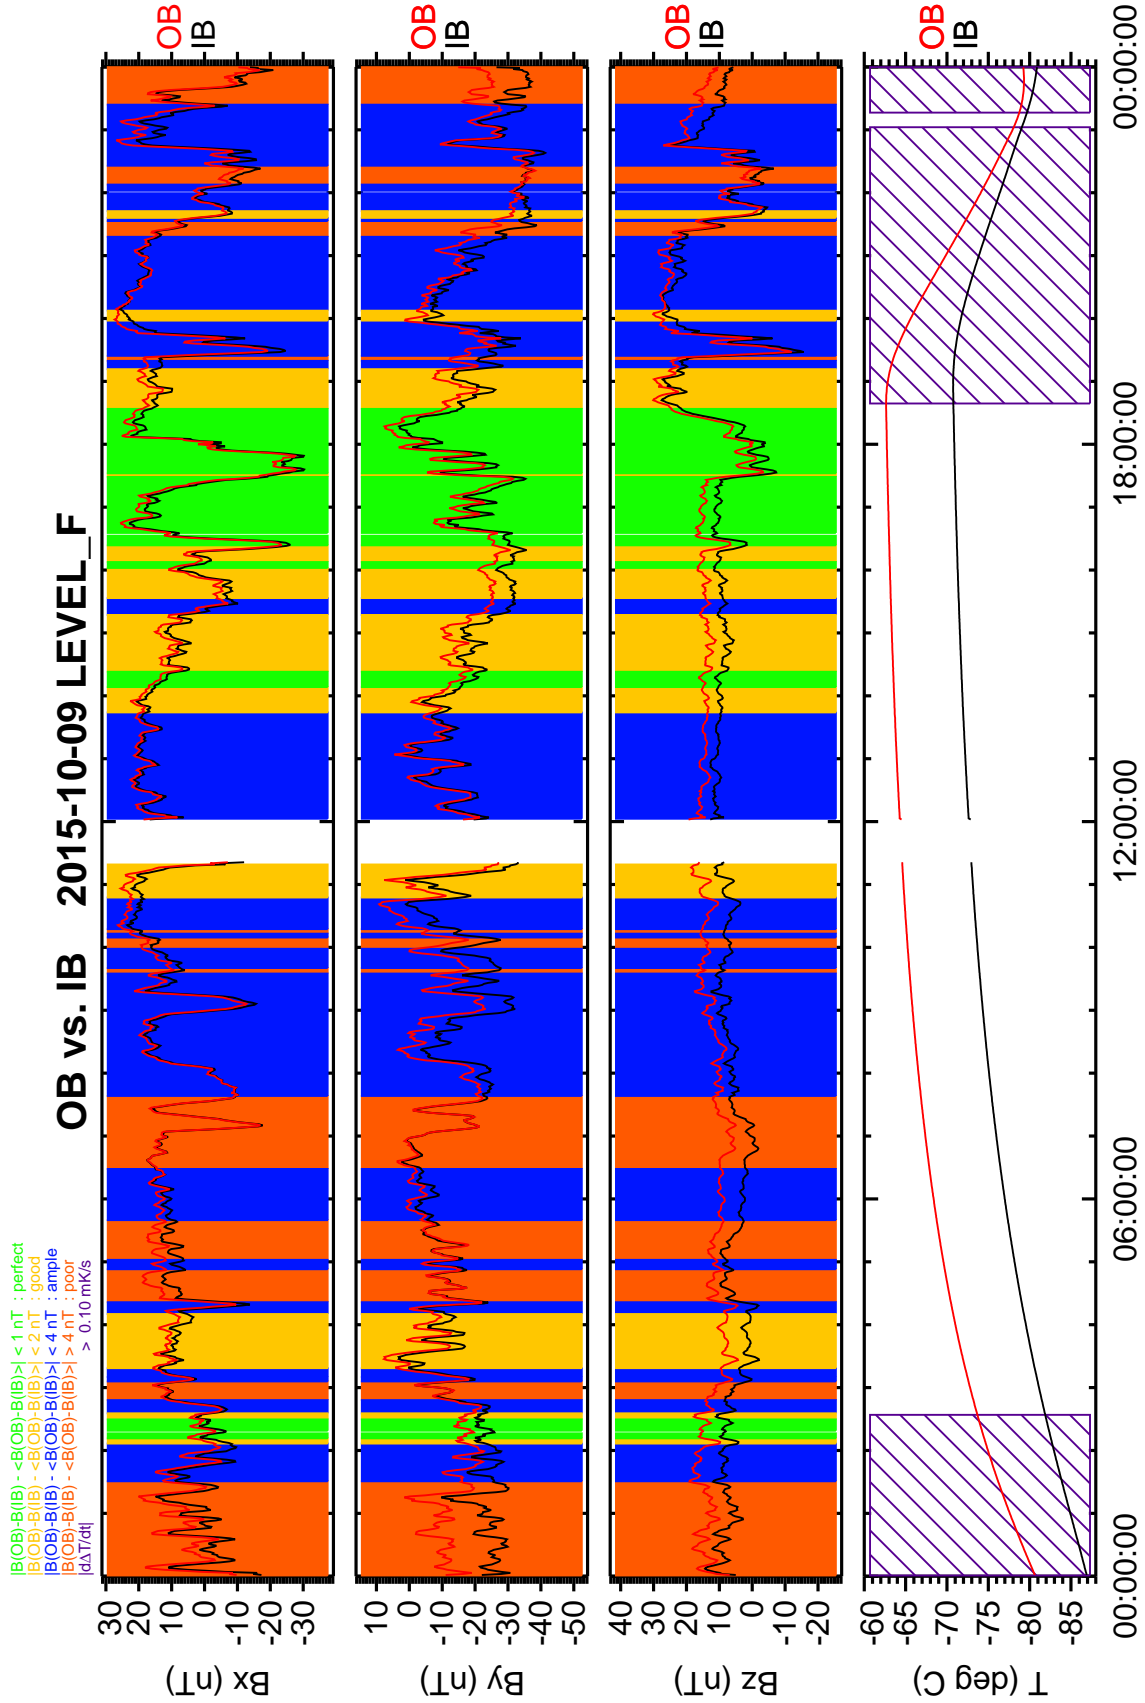 |B(OB)-B(IB) - <B(OB)-B(IB)>| < 1 nT : perfect
|B(OB)-B(IB) - <B(OB)-B(IB)>| < 2 nT : good
|B(OB)-B(IB) - <B(OB)-B(IB)>| < 4 nT : ample
|B(OB)-B(IB) - <B(OB)-B(IB)>| > 4 nT : poor
|dΔT/dt| > 0.10 mK/s
OB vs. IB 2015-10-09 LEVEL_F
Bx (nT)
30
20
10
0
-10
-20
-30
OB
IB
By (nT)
10
0
-10
-20
-30
-40
-50
OB
IB
Bz (nT)
40
30
20
10
0
-10
-20
OB
IB
T (deg C)
-60
-65
-70
-75
-80
-85
OB
IB
00:00:00
06:00:00
12:00:00
18:00:00
00:00:00